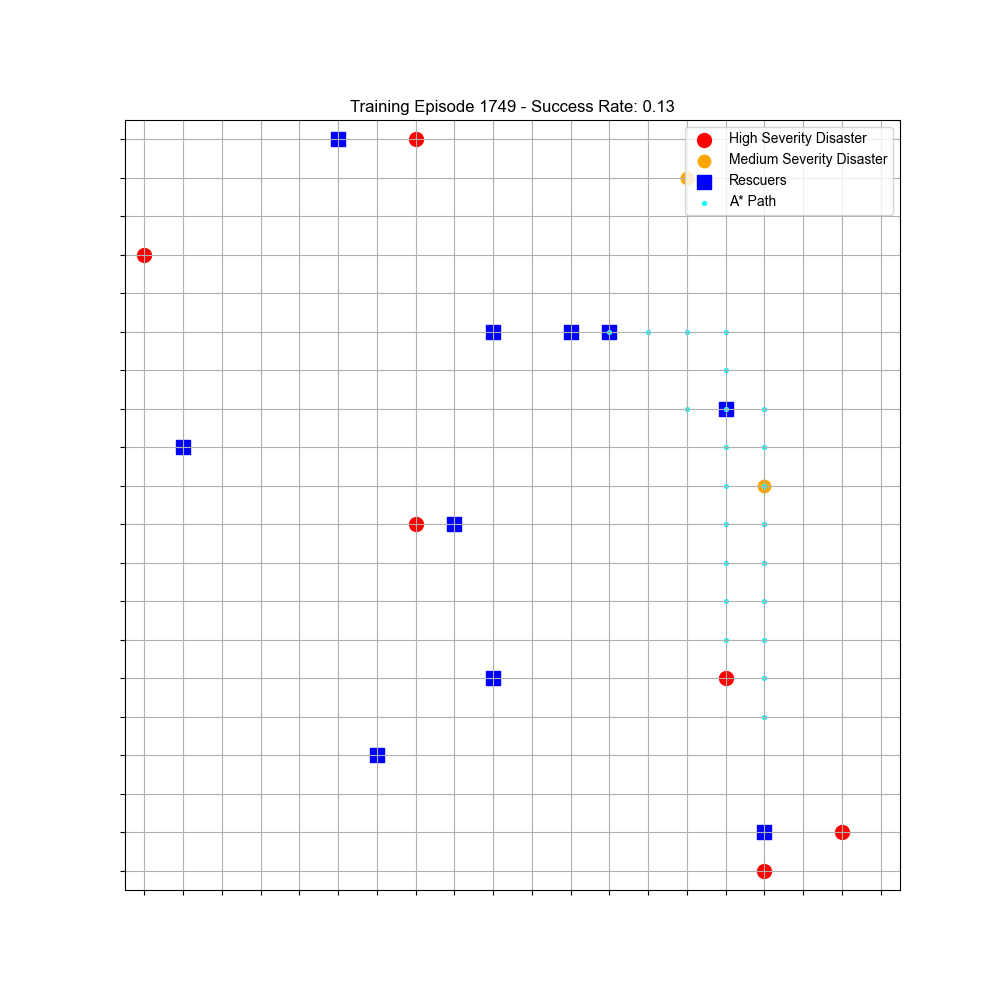 Training Episode 1749 - Success Rate: 0.13
High Severity Disaster
Medium Severity Disaster
Rescuers
A* Path